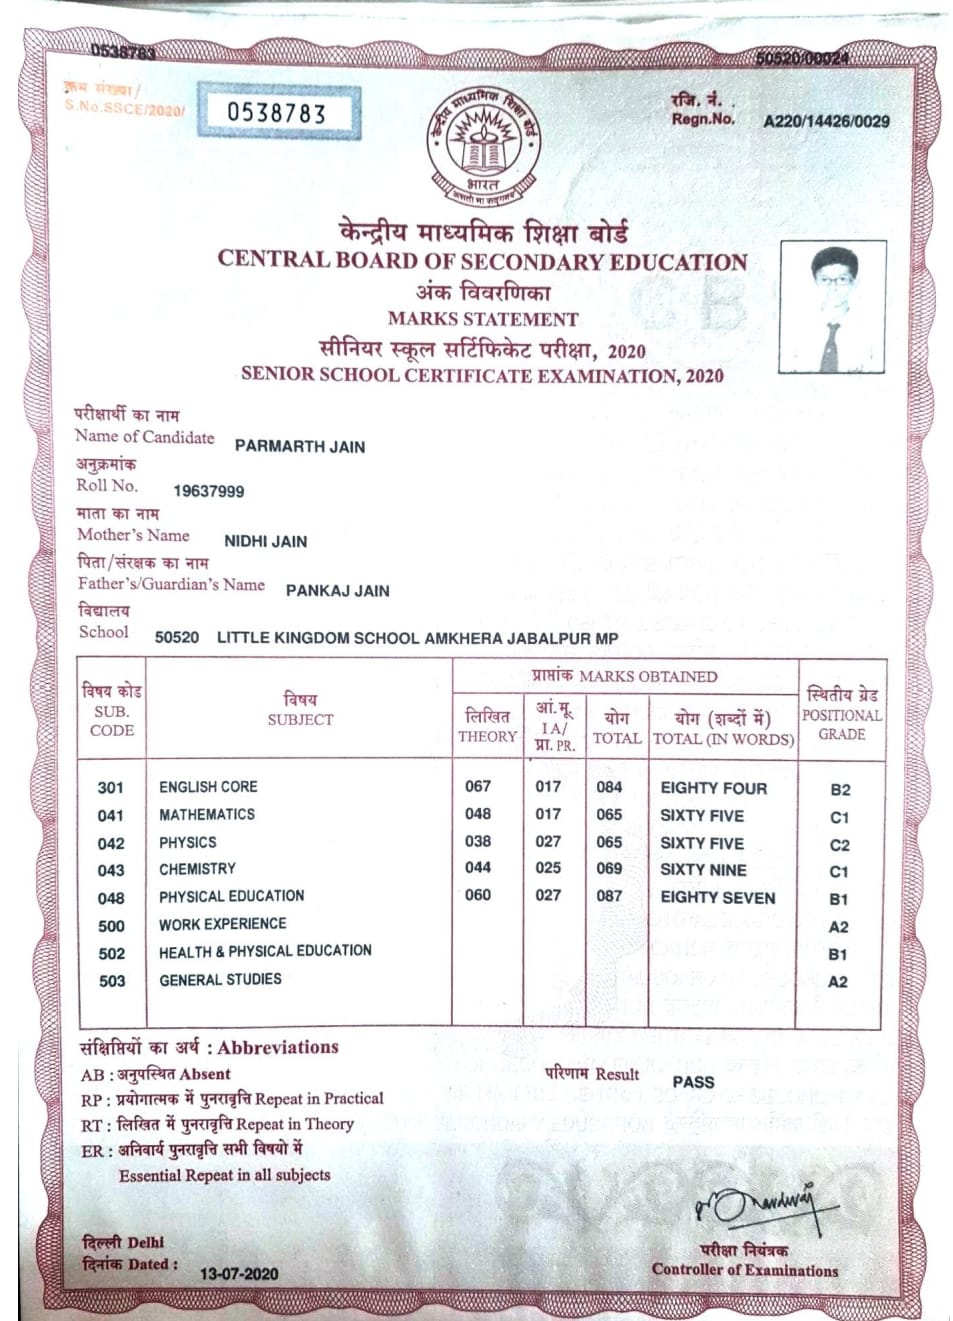 0538783
50520/00024
क्रम संख्या/
S.No.SSCE/2020/
0538783
रजि. नं.
Regn.No. A220/14426/0029
केन्द्रीय माध्यमिक शिक्षा बोर्ड
भारत
असतो मा सद्गमय
केन्द्रीय माध्यमिक शिक्षा बोर्ड
CENTRAL BOARD OF SECONDARY EDUCATION
अंक विवरणिका
MARKS STATEMENT
सीनियर स्कूल सर्टिफिकेट परीक्षा, 2020
SENIOR SCHOOL CERTIFICATE EXAMINATION, 2020
परीक्षार्थी का नाम
Name of Candidate PARMARTH JAIN
अनुक्रमांक
Roll No. 19637999
माता का नाम
Mother's Name NIDHI JAIN
पिता/संरक्षक का नाम
Father's/Guardian's Name PANKAJ JAIN
विद्यालय
School 50520 LITTLE KINGDOM SCHOOL AMKHERA JABALPUR MP
विषय कोड
SUB.
CODE
विषय
SUBJECT
प्राप्तांक MARKS OBTAINED
लिखित
THEORY
आं.मू.
IA/
प्रा. PR.
योग
TOTAL
योग (शब्दों में)
TOTAL (IN WORDS)
स्थितीय ग्रेड
POSITIONAL
GRADE
301 ENGLISH CORE 067 017 084 EIGHTY FOUR B2
041 MATHEMATICS 048 017 065 SIXTY FIVE C1
042 PHYSICS 038 027 065 SIXTY FIVE C2
043 CHEMISTRY 044 025 069 SIXTY NINE C1
048 PHYSICAL EDUCATION 060 027 087 EIGHTY SEVEN B1
500 WORK EXPERIENCE A2
502 HEALTH & PHYSICAL EDUCATION B1
503 GENERAL STUDIES A2
संक्षिप्तियों का अर्थ : Abbreviations
AB : अनुपस्थित Absent
परिणाम Result PASS
RP : प्रयोगात्मक में पुनरावृत्ति Repeat in Practical
RT : लिखित में पुनरावृत्ति Repeat in Theory
ER : अनिवार्य पुनरावृत्ति सभी विषयो में
Essential Repeat in all subjects
दिल्ली Delhi
दिनांक Dated : 13-07-2020
परीक्षा नियंत्रक
Controller of Examinations